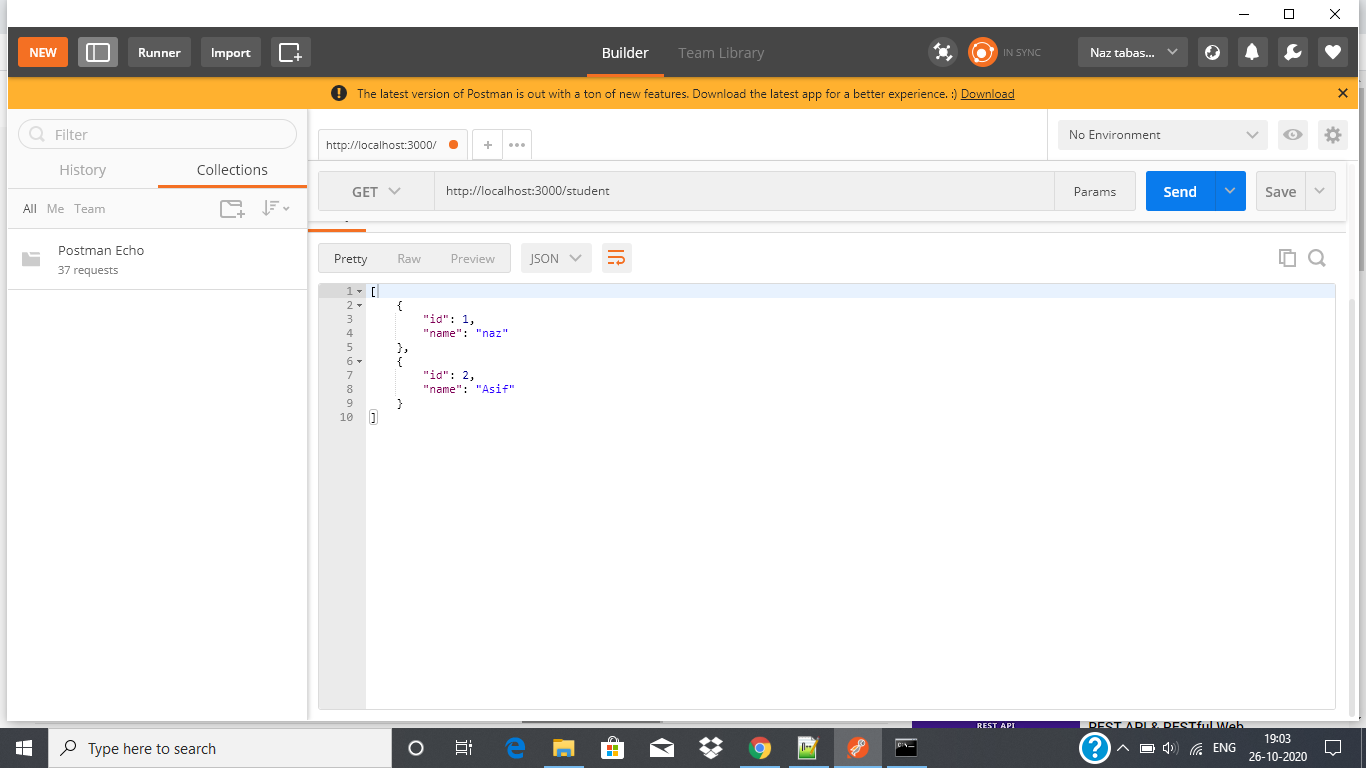 NEW
Runner
Import
Builder
Team Library
IN SYNC
Naz tabas...
The latest version of Postman is out with a ton of new features. Download the latest app for a better experience. :) Download
Filter
History
Collections
All Me Team
Postman Echo
37 requests
http://localhost:3000/
+
•••
No Environment
GET
http://localhost:3000/student
Params
Send
Save
Pretty
Raw
Preview
JSON
1 [
2 {
3 "id": 1,
4 "name": "naz"
5 },
6 {
7 "id": 2,
8 "name": "Asif"
9 }
10 ]
REST API
REST API & RESTful Web
Type here to search
ENG
19:03
26-10-2020